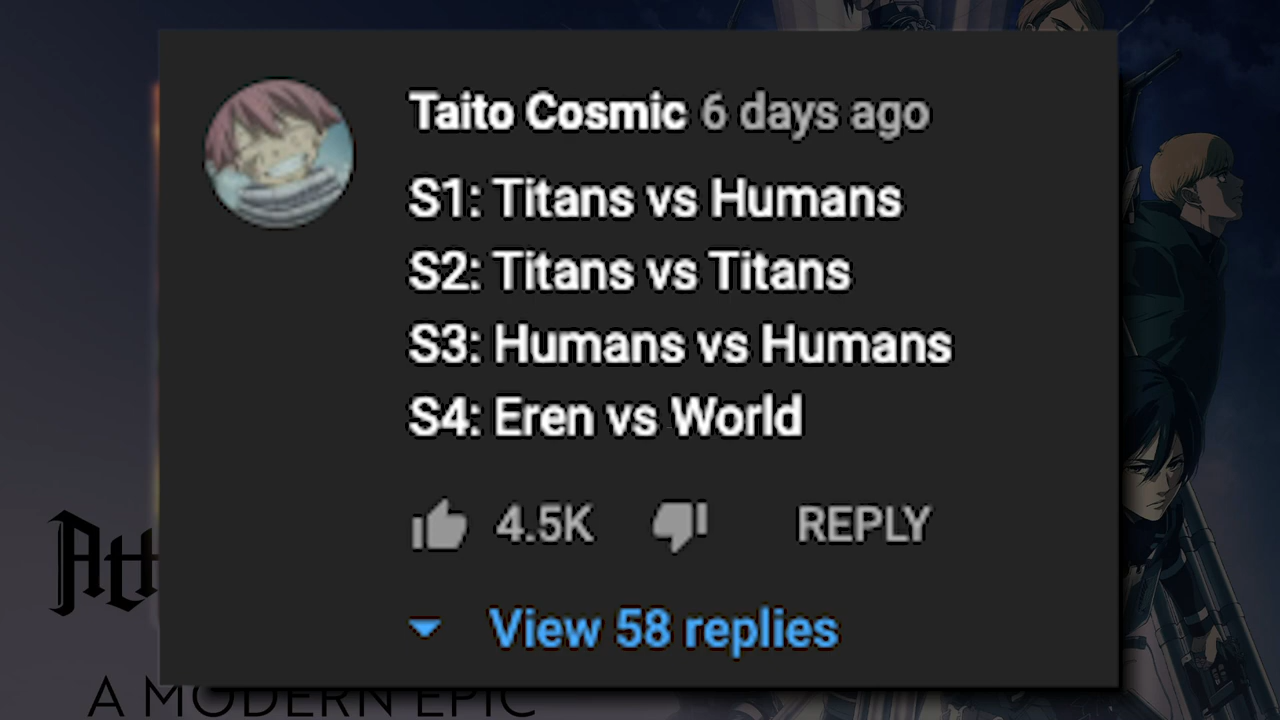 Taito Cosmic 6 days ago
S1: Titans vs Humans
S2: Titans vs Titans
S3: Humans vs Humans
S4: Eren vs World
4.5K REPLY
View 58 replies
Att
A MODERN EPIC